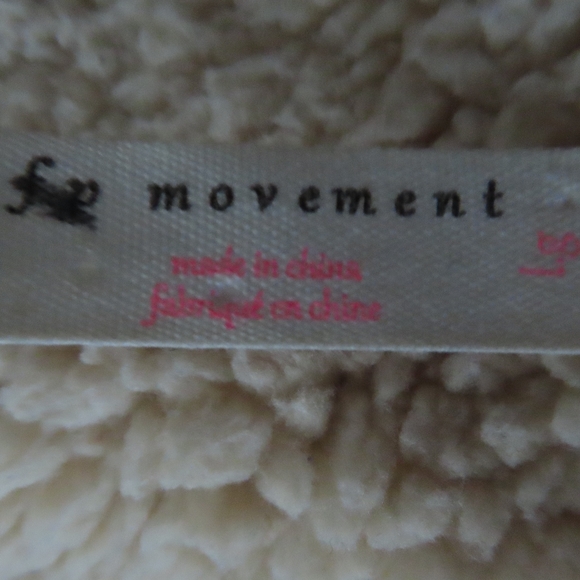 fp movement
made in china
fabriqué en chine